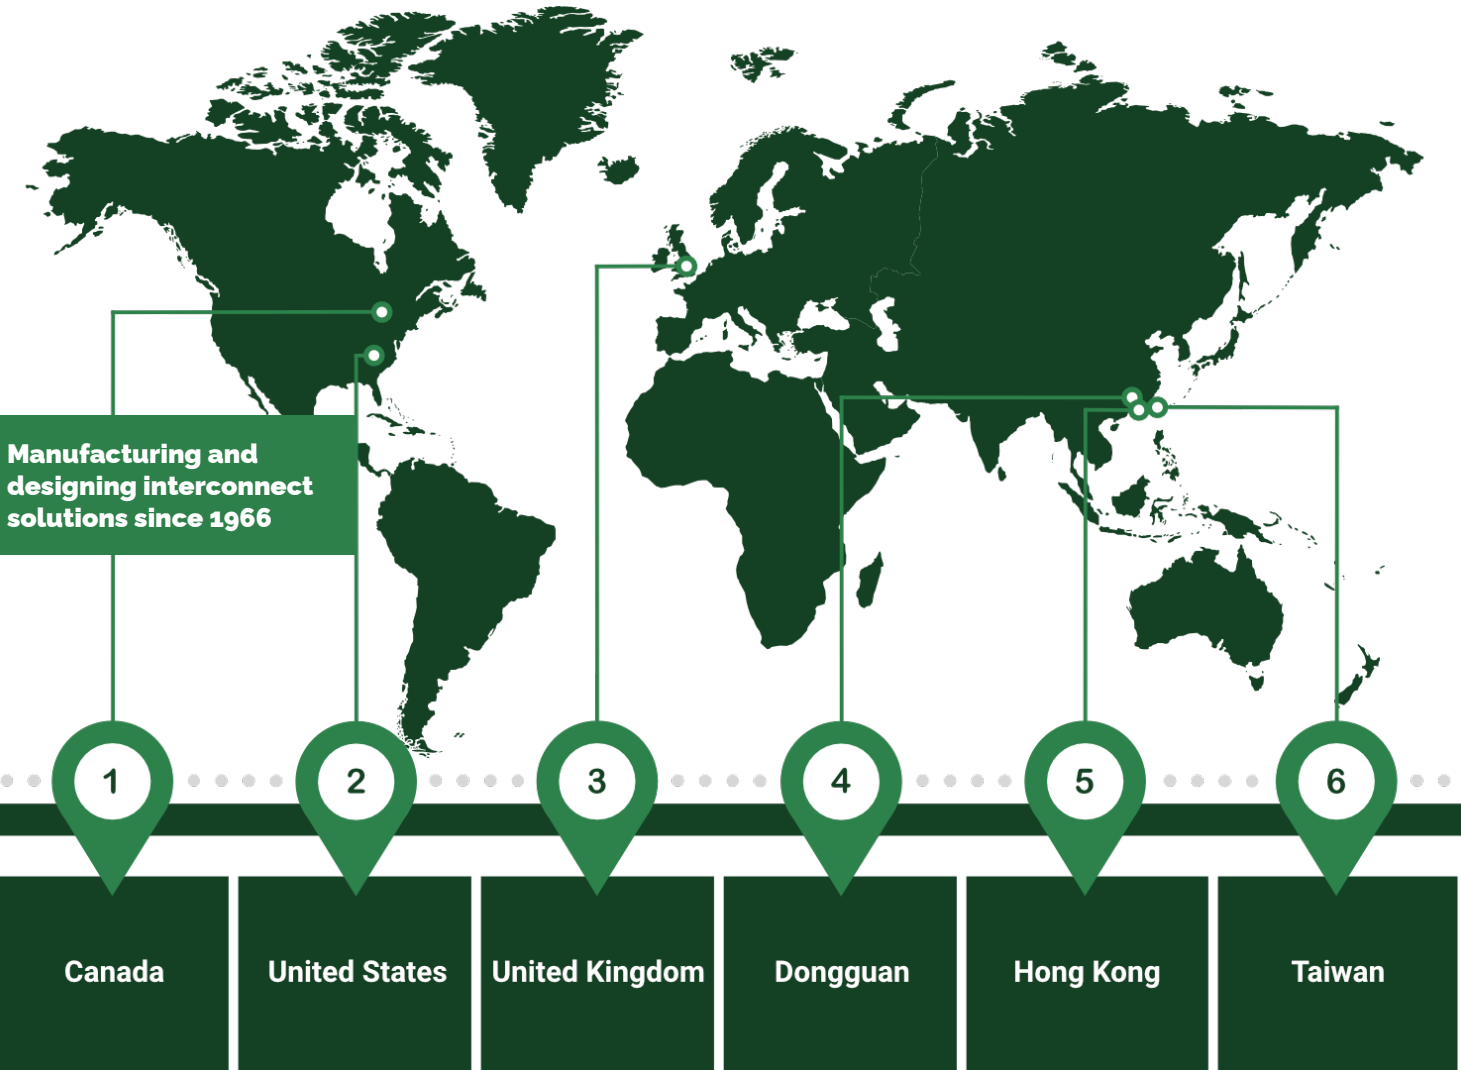 Manufacturing and
designing interconnect
solutions since 1966
1
2
3
4
5
6
Canada
United States
United Kingdom
Dongguan
Hong Kong
Taiwan